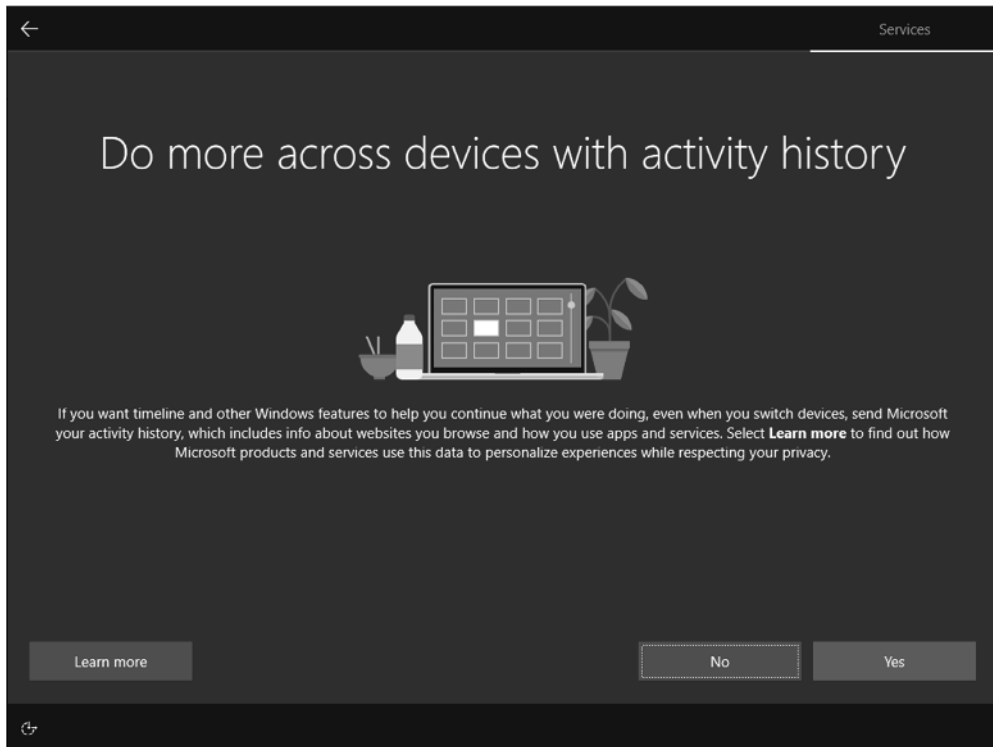 Services
Do more across devices with activity history
If you want timeline and other Windows features to help you continue what you were doing, even when you switch devices, send Microsoft
your activity history, which includes info about websites you browse and how you use apps and services. Select Learn more to find out how
Microsoft products and services use this data to personalize experiences while respecting your privacy.
Learn more
No
Yes